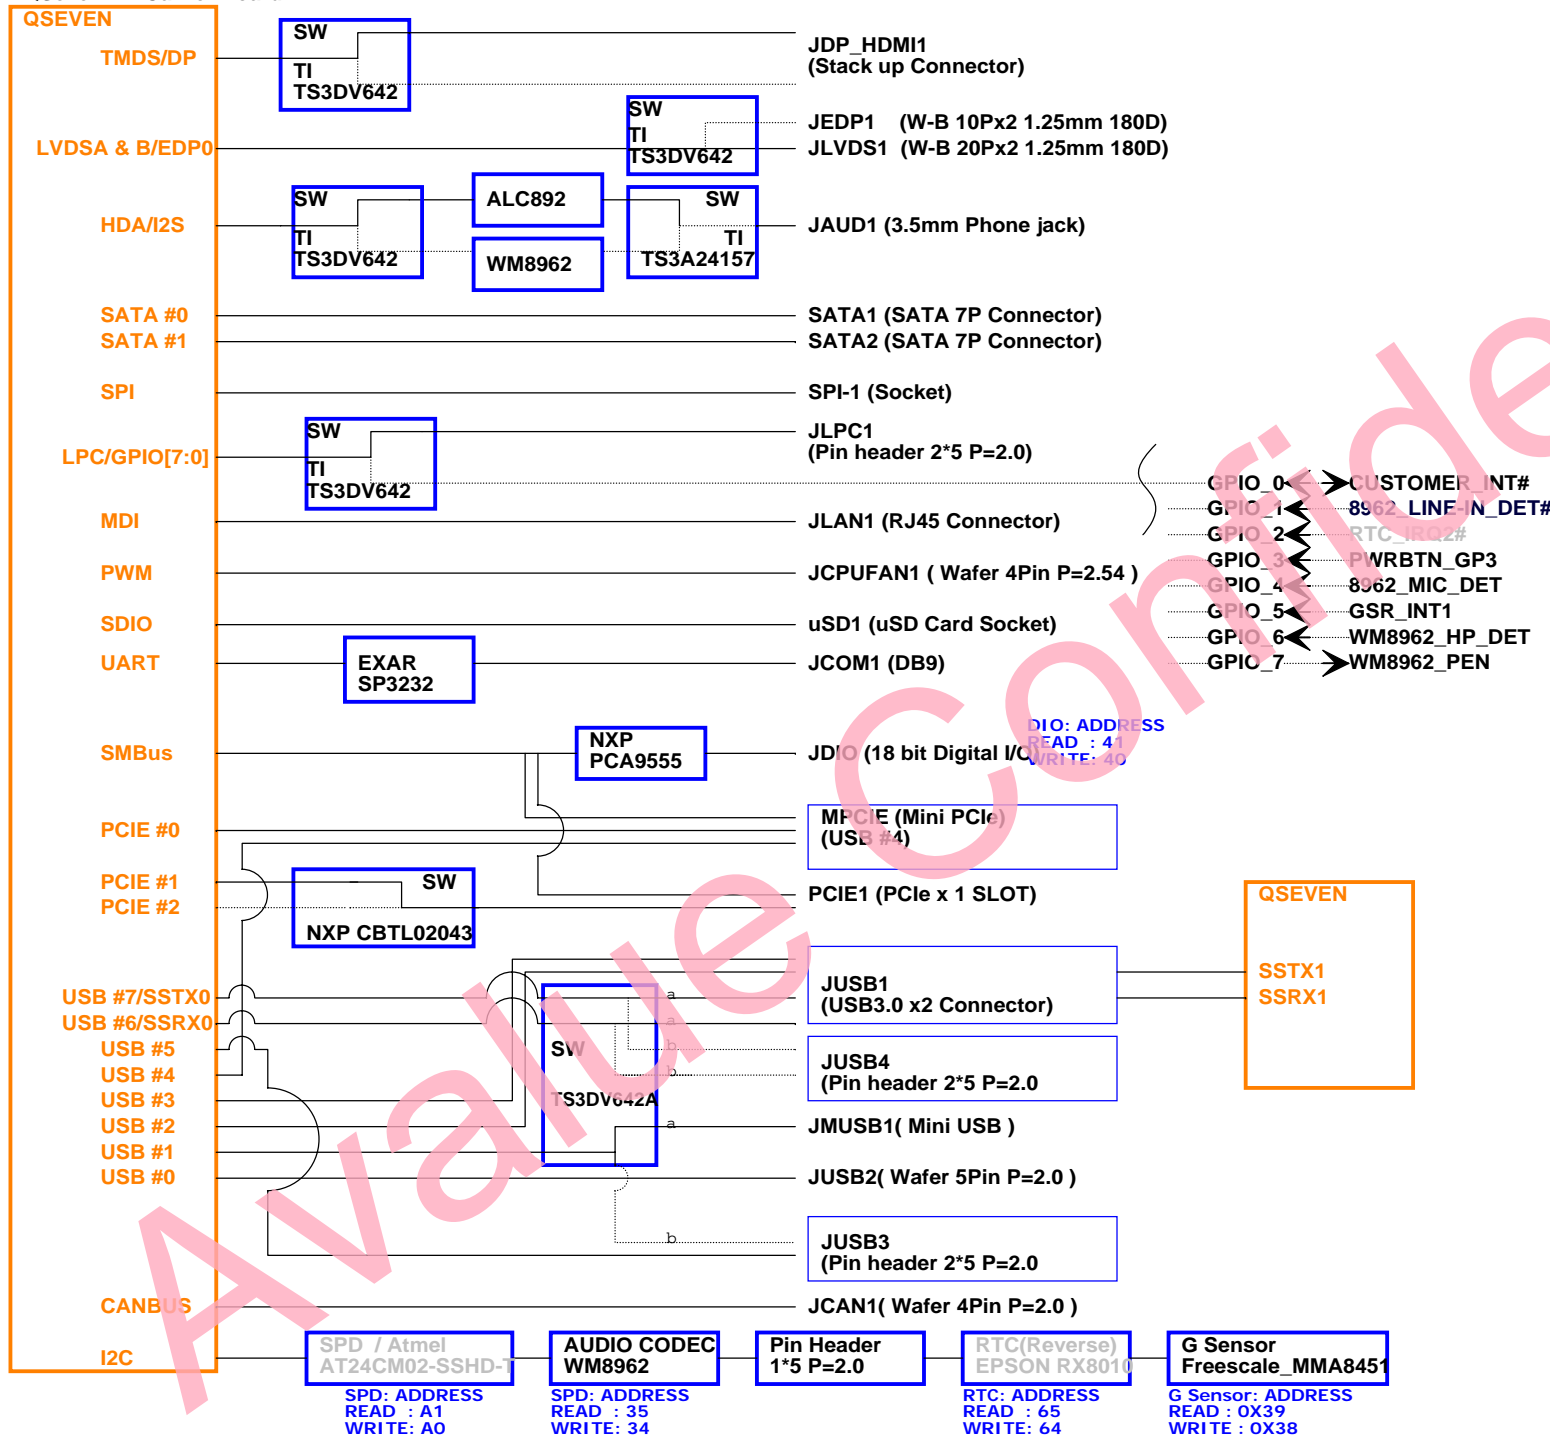 QSEVEN
TMDS/DP
SW
TI
TS3DV642
JDP_HDMI1
(Stack up Connector)
LVDSA & B/EDP0
SW
TI
TS3DV642
JEDP1 (W-B 10Px2 1.25mm 180D)
JLVDS1 (W-B 20Px2 1.25mm 180D)
HDA/I2S
SW
TI
TS3DV642
ALC892
WM8962
SW
TI
TS3A24157
JAUD1 (3.5mm Phone jack)
SATA #0
SATA1 (SATA 7P Connector)
SATA #1
SATA2 (SATA 7P Connector)
SPI
SPI-1 (Socket)
LPC/GPIO[7:0]
SW
TI
TS3DV642
JLPC1
(Pin header 2*5 P=2.0)
GPIO_0 CUSTOMER_INT#
GPIO_1 8962_LINE-IN_DET#
GPIO_2 RTC_IRQ2#
GPIO_3 PWRBTN_GP3
GPIO_4 8962_MIC_DET
GPIO_5 GSR_INT1
GPIO_6 WM8962_HP_DET
GPIO_7 WM8962_PEN
MDI
JLAN1 (RJ45 Connector)
PWM
JCPUFAN1 ( Wafer 4Pin P=2.54 )
SDIO
uSD1 (uSD Card Socket)
UART
EXAR
SP3232
JCOM1 (DB9)
SMBus
NXP
PCA9555
JDIO (18 bit Digital I/O)
DIO: ADDRESS
READ : 41
WRITE: 40
PCIE #0
MPCIE (Mini PCIe)
(USB #4)
PCIE #1
PCIE #2
SW
NXP CBTL02043
PCIE1 (PCIe x 1 SLOT)
QSEVEN
SSTX1
SSRX1
USB #7/SSTX0
USB #6/SSRX0
USB #5
USB #4
USB #3
USB #2
USB #1
USB #0
SW
TS3DV642A
a
a
b
b
a
b
JUSB1
(USB3.0 x2 Connector)
JUSB4
(Pin header 2*5 P=2.0
JMUSB1( Mini USB )
JUSB2( Wafer 5Pin P=2.0 )
JUSB3
(Pin header 2*5 P=2.0
CANBUS
JCAN1( Wafer 4Pin P=2.0 )
I2C
SPD / Atmel
AT24CM02-SSHD-T
SPD: ADDRESS
READ : A1
WRITE: A0
AUDIO CODEC
WM8962
SPD: ADDRESS
READ : 35
WRITE: 34
Pin Header
1*5 P=2.0
RTC(Reverse)
EPSON RX8010
RTC: ADDRESS
READ : 65
WRITE: 64
G Sensor
Freescale_MMA8451
G Sensor: ADDRESS
READ : 0X39
WRITE : 0X38
Avalue Confide